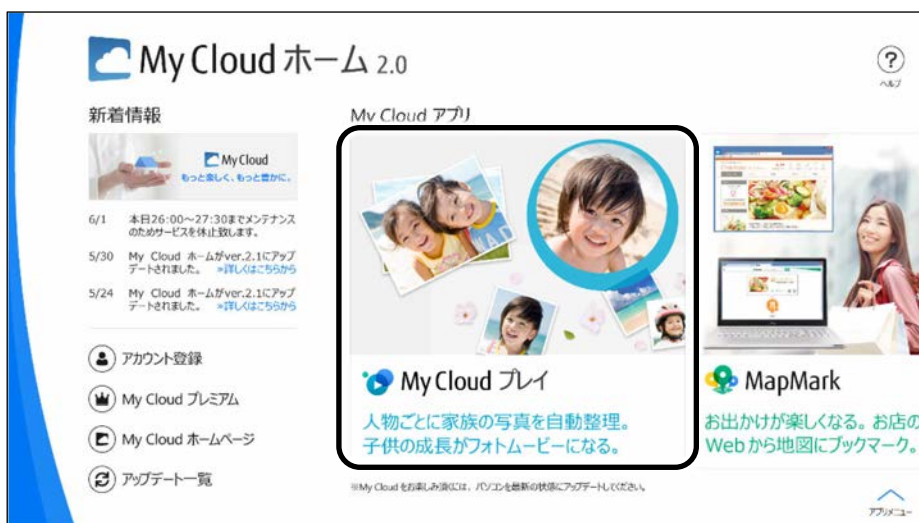 My Cloud ホーム 2.0
ヘルプ
新着情報
My Cloud
もっと楽しく、もっと豊かに。
6/1 本日26:00～27:30までメンテナンス
のためサービスを休止致します。
5/30 My Cloud ホームがver.2.1にアップ
デートされました。 »詳しくはこちらから
5/24 My Cloud ホームがver.2.1にアップ
デートされました。 »詳しくはこちらから
アカウント登録
My Cloud プレミアム
My Cloud ホームページ
アップデート一覧
My Cloud アプリ
My Cloud プレイ
人物ごとに家族の写真を自動整理。
子供の成長がフォトムービーになる。
MapMark
お出かけが楽しくなる。お店の
Webから地図にブックマーク。
※My Cloud をお楽しみ頂くには、パソコンを最新の状態にアップデートしてください。
アプリメニュー